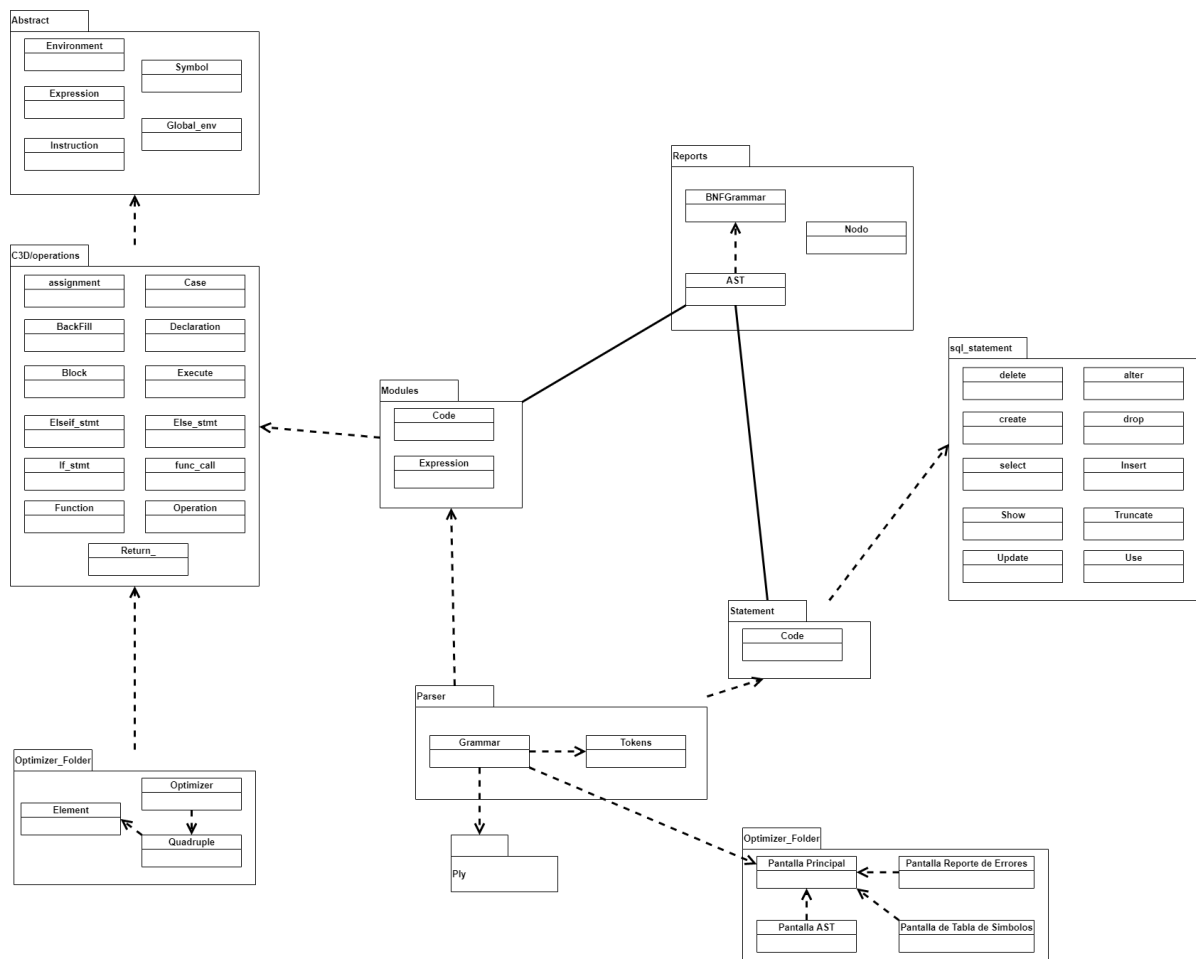 Abstract
Environment
Symbol
Expression
Global_env
Instruction
C3D/operations
assignment
Case
BackFill
Declaration
Block
Execute
Elseif_stmt
Else_stmt
If_stmt
func_call
Function
Operation
Return_
Optimizer_Folder
Optimizer
Element
Quadruple
Modules
Code
Expression
Reports
BNFGrammar
Nodo
AST
sql_statement
delete
alter
create
drop
select
Insert
Show
Truncate
Update
Use
Statement
Code
Parser
Grammar
Tokens
Ply
Optimizer_Folder
Pantalla Principal
Pantalla Reporte de Errores
Pantalla AST
Pantalla de Tabla de Simbolos